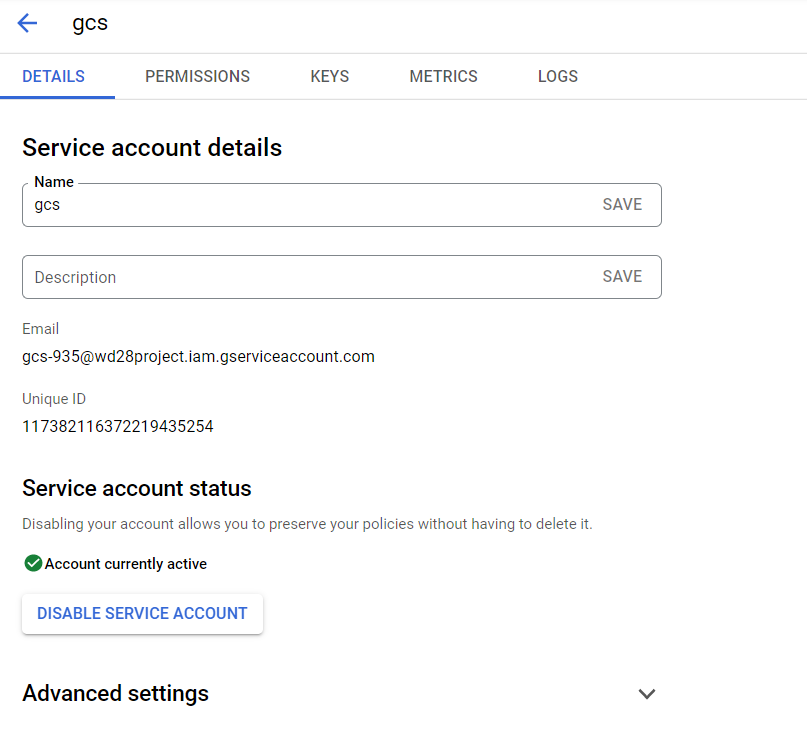 gcs
DETAILS PERMISSIONS KEYS METRICS LOGS
Service account details
Name
gcs SAVE
Description SAVE
Email
gcs-935@wd28project.iam.gserviceaccount.com
Unique ID
117382116372219435254
Service account status
Disabling your account allows you to preserve your policies without having to delete it.
Account currently active
DISABLE SERVICE ACCOUNT
Advanced settings